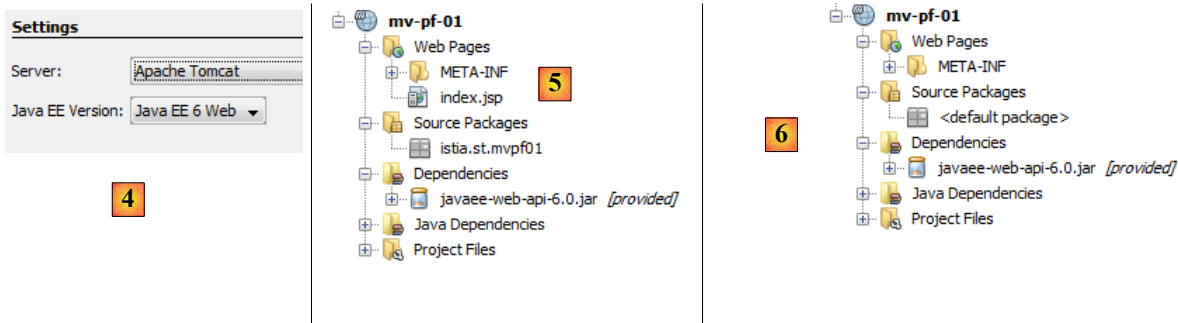 Settings
Server: Apache Tomcat
Java EE Version: Java EE 6 Web
4
mv-pf-01
Web Pages
META-INF
index.jsp
Source Packages
istia.st.mvpf01
Dependencies
javaee-web-api-6.0.jar [provided]
Java Dependencies
Project Files
5
mv-pf-01
Web Pages
META-INF
Source Packages
<default package>
Dependencies
javaee-web-api-6.0.jar [provided]
Java Dependencies
Project Files
6